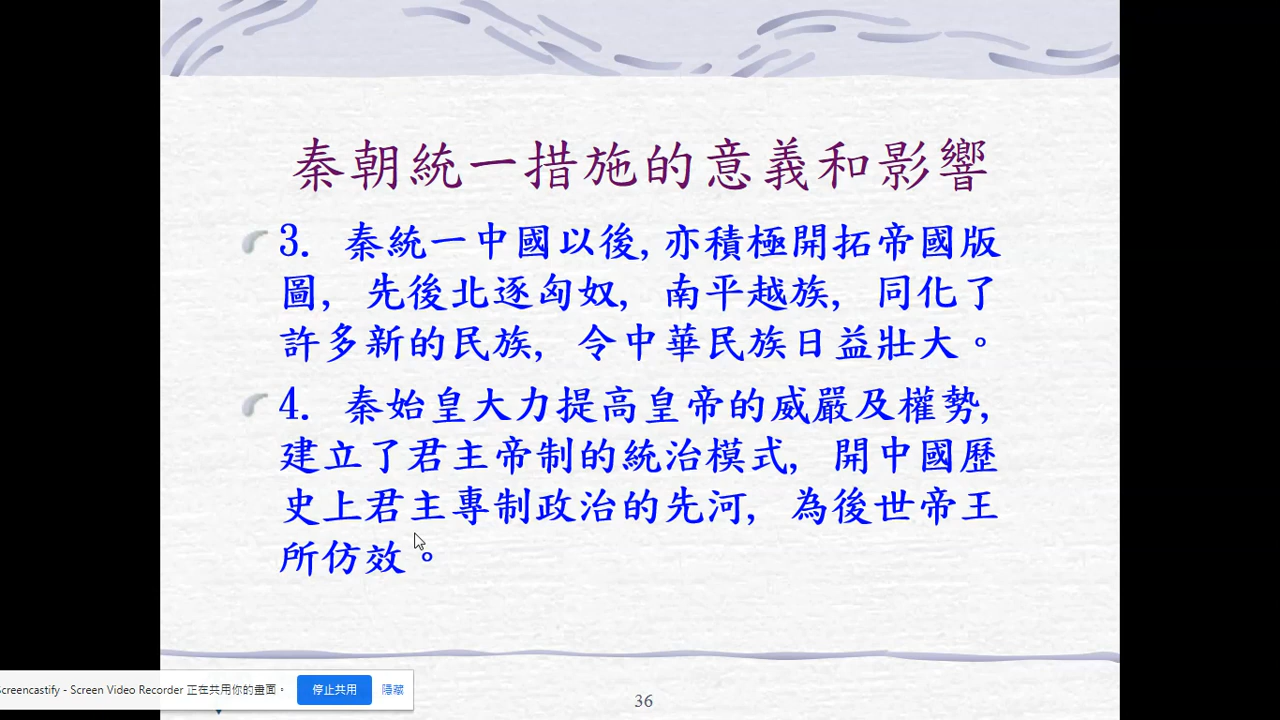 秦朝統一措施的意義和影響
3. 秦統一中國以後,亦積極開拓帝國版
圖, 先後北逐匈奴, 南平越族, 同化了
許多新的民族, 令中華民族日益壯大。
4. 秦始皇大力提高皇帝的威嚴及權勢,
建立了君主帝制的統治模式, 開中國歷
史上君主專制政治的先河, 為後世帝王
所仿效。
Screencastify - Screen Video Recorder 正在共用你的畫面。 停止共用 隱藏
36